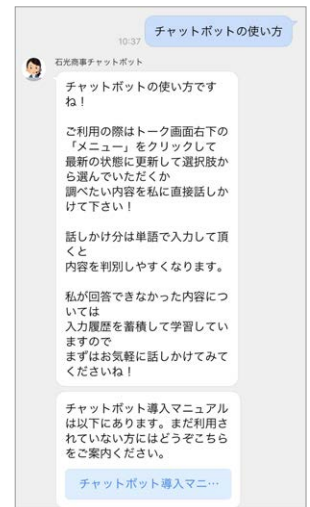 チャットボットの使い方
10:37
石光商事チャットボット
チャットボットの使い方です
ね！
ご利用の際はトーク画面右下の
「メニュー」をクリックして
最新の状態に更新して選択肢か
ら選んでいただくか
調べたい内容を私に直接話しか
けて下さい！
話しかけ分は単語で入力して頂
くと
内容を判別しやすくなります。
私が回答できなかった内容につ
いては
入力履歴を蓄積して学習してい
ますので
まずはお気軽に話しかけてみて
くださいね！
チャットボット導入マニュアル
は以下にあります。まだ利用さ
れていない方にはどうぞこちら
をご案内ください。
チャットボット導入マニ…